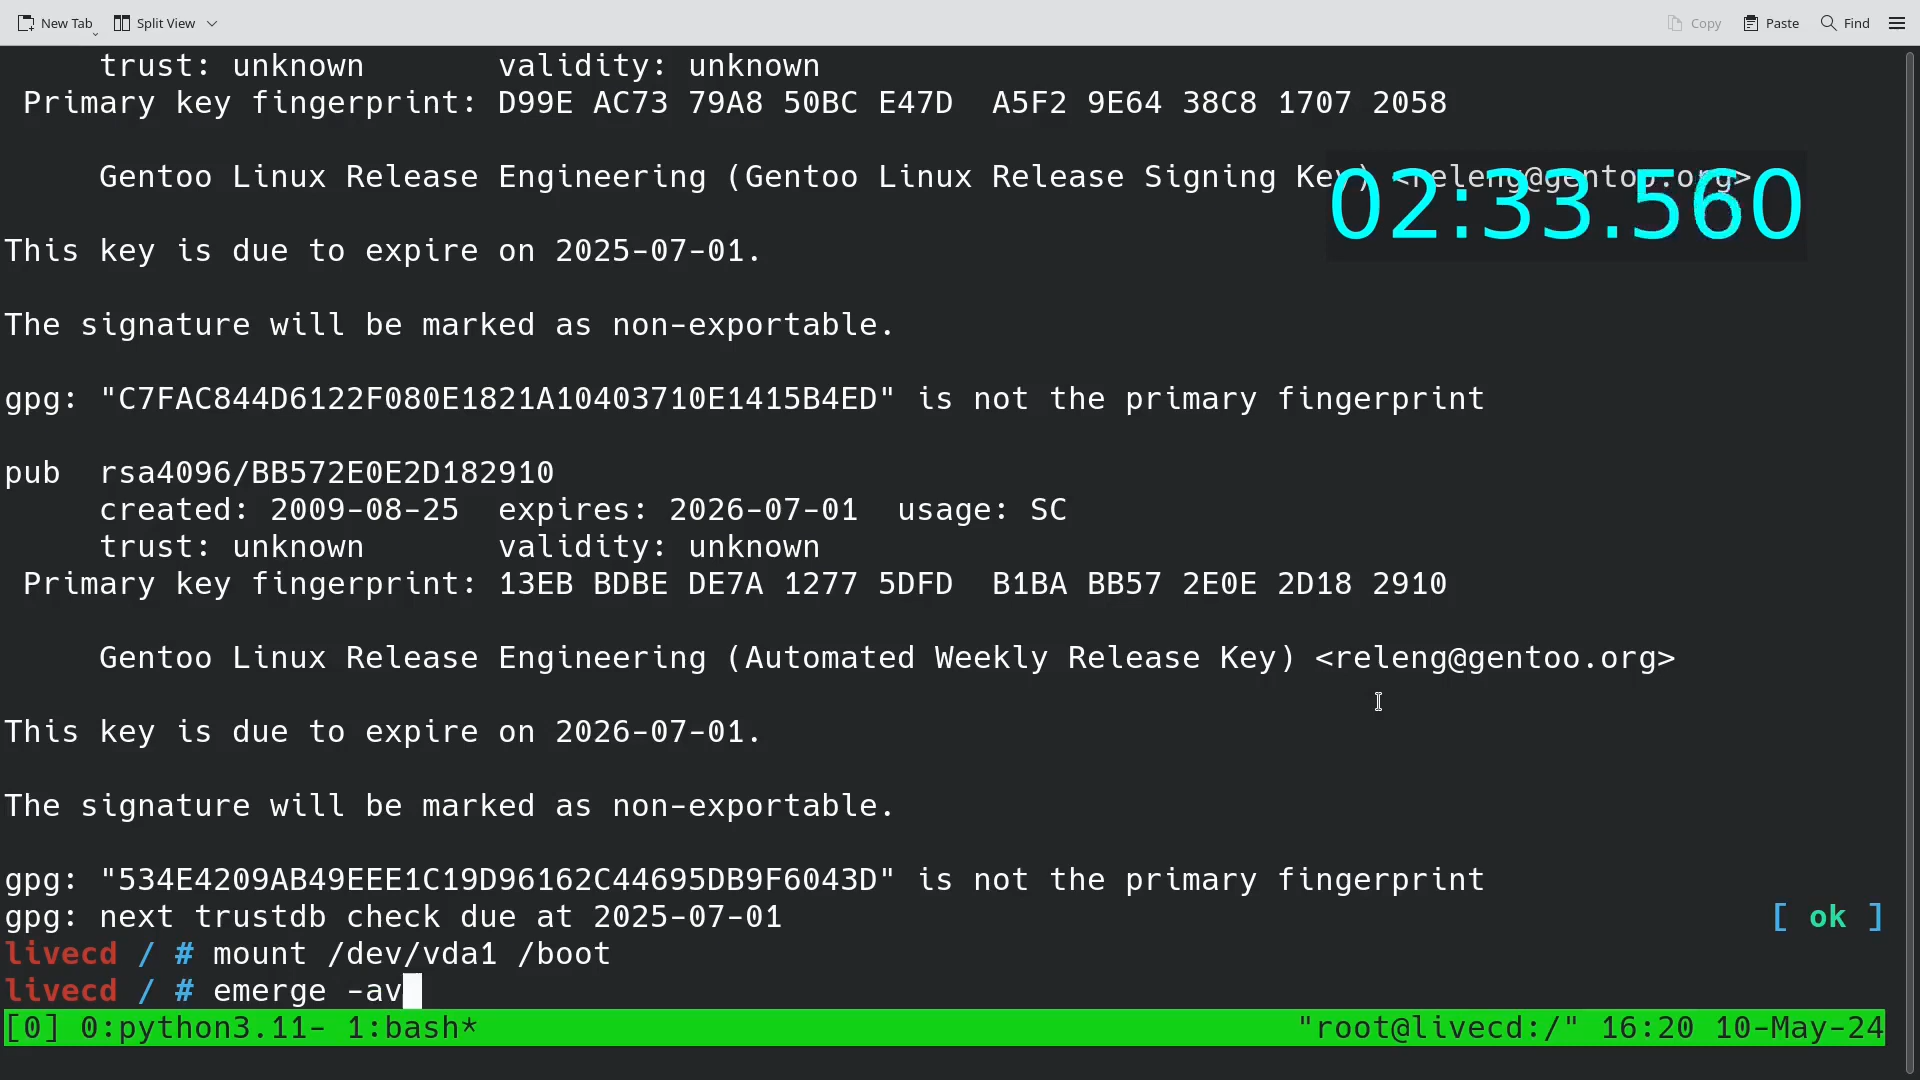 New Tab Split View Copy Paste Find
trust: unknown validity: unknown
Primary key fingerprint: D99E AC73 79A8 50BC E47D A5F2 9E64 38C8 1707 2058
Gentoo Linux Release Engineering (Gentoo Linux Release Signing Key) <releng@gentoo.org>
02:33.560
This key is due to expire on 2025-07-01.
The signature will be marked as non-exportable.
gpg: "C7FAC844D6122F080E1821A10403710E1415B4ED" is not the primary fingerprint
pub rsa4096/BB572E0E2D182910
created: 2009-08-25 expires: 2026-07-01 usage: SC
trust: unknown validity: unknown
Primary key fingerprint: 13EB BDBE DE7A 1277 5DFD B1BA BB57 2E0E 2D18 2910
Gentoo Linux Release Engineering (Automated Weekly Release Key) <releng@gentoo.org>
This key is due to expire on 2026-07-01.
The signature will be marked as non-exportable.
gpg: "534E4209AB49EEE1C19D96162C44695DB9F6043D" is not the primary fingerprint
gpg: next trustdb check due at 2025-07-01 [ ok ]
livecd / # mount /dev/vda1 /boot
livecd / # emerge -av
[0] 0:python3.11- 1:bash* "root@livecd:/" 16:20 10-May-24